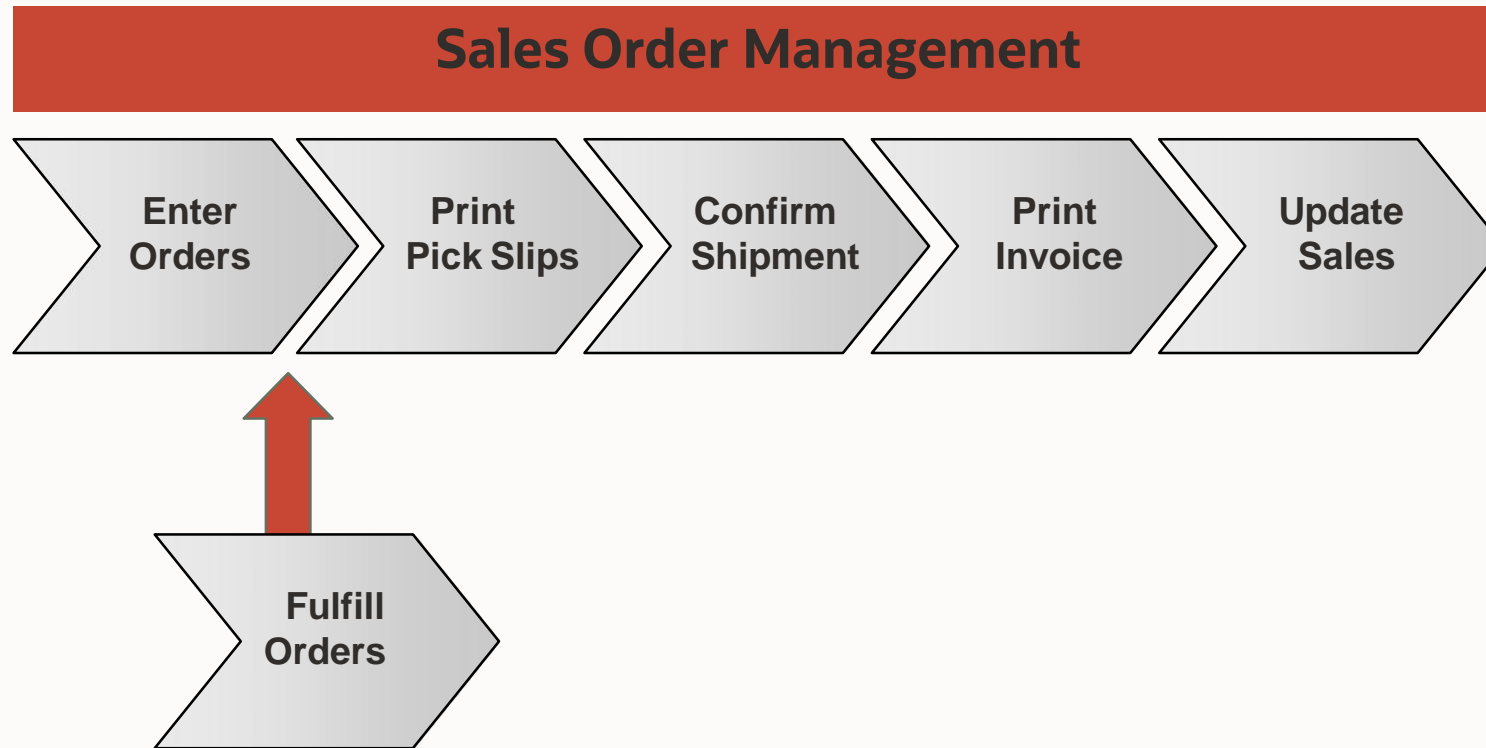 Sales Order Management
Enter
Orders
Print
Pick Slips
Confirm
Shipment
Print
Invoice
Update
Sales
Fulfill
Orders